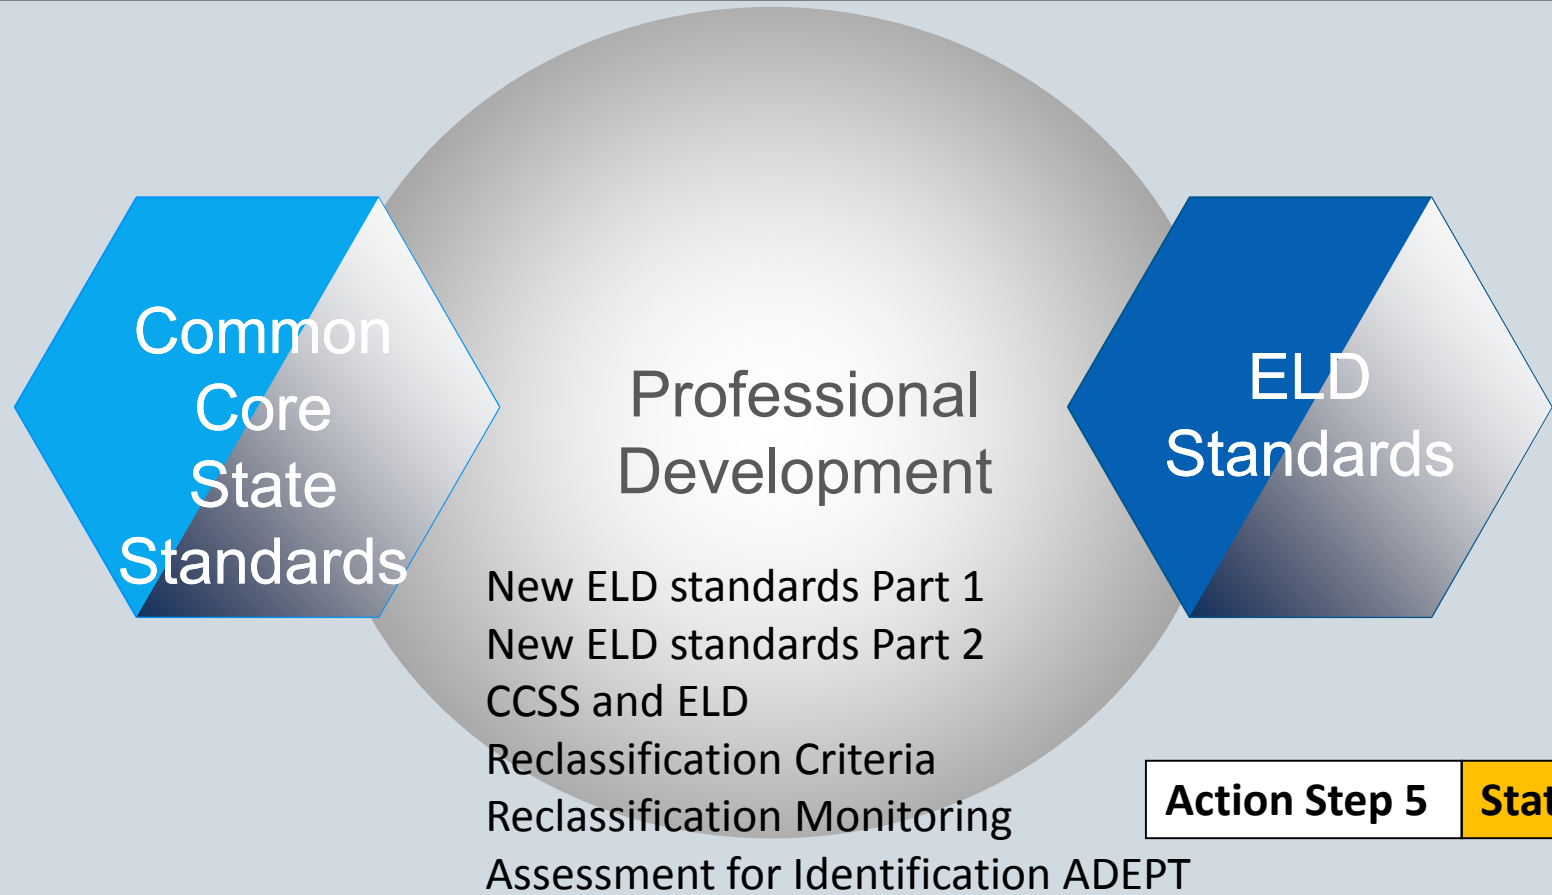 Common
Core
State
Standards
Professional
Development
ELD
Standards
New ELD standards Part 1
New ELD standards Part 2
CCSS and ELD
Reclassification Criteria
Reclassification Monitoring
Assessment for Identification ADEPT
Action Step 5